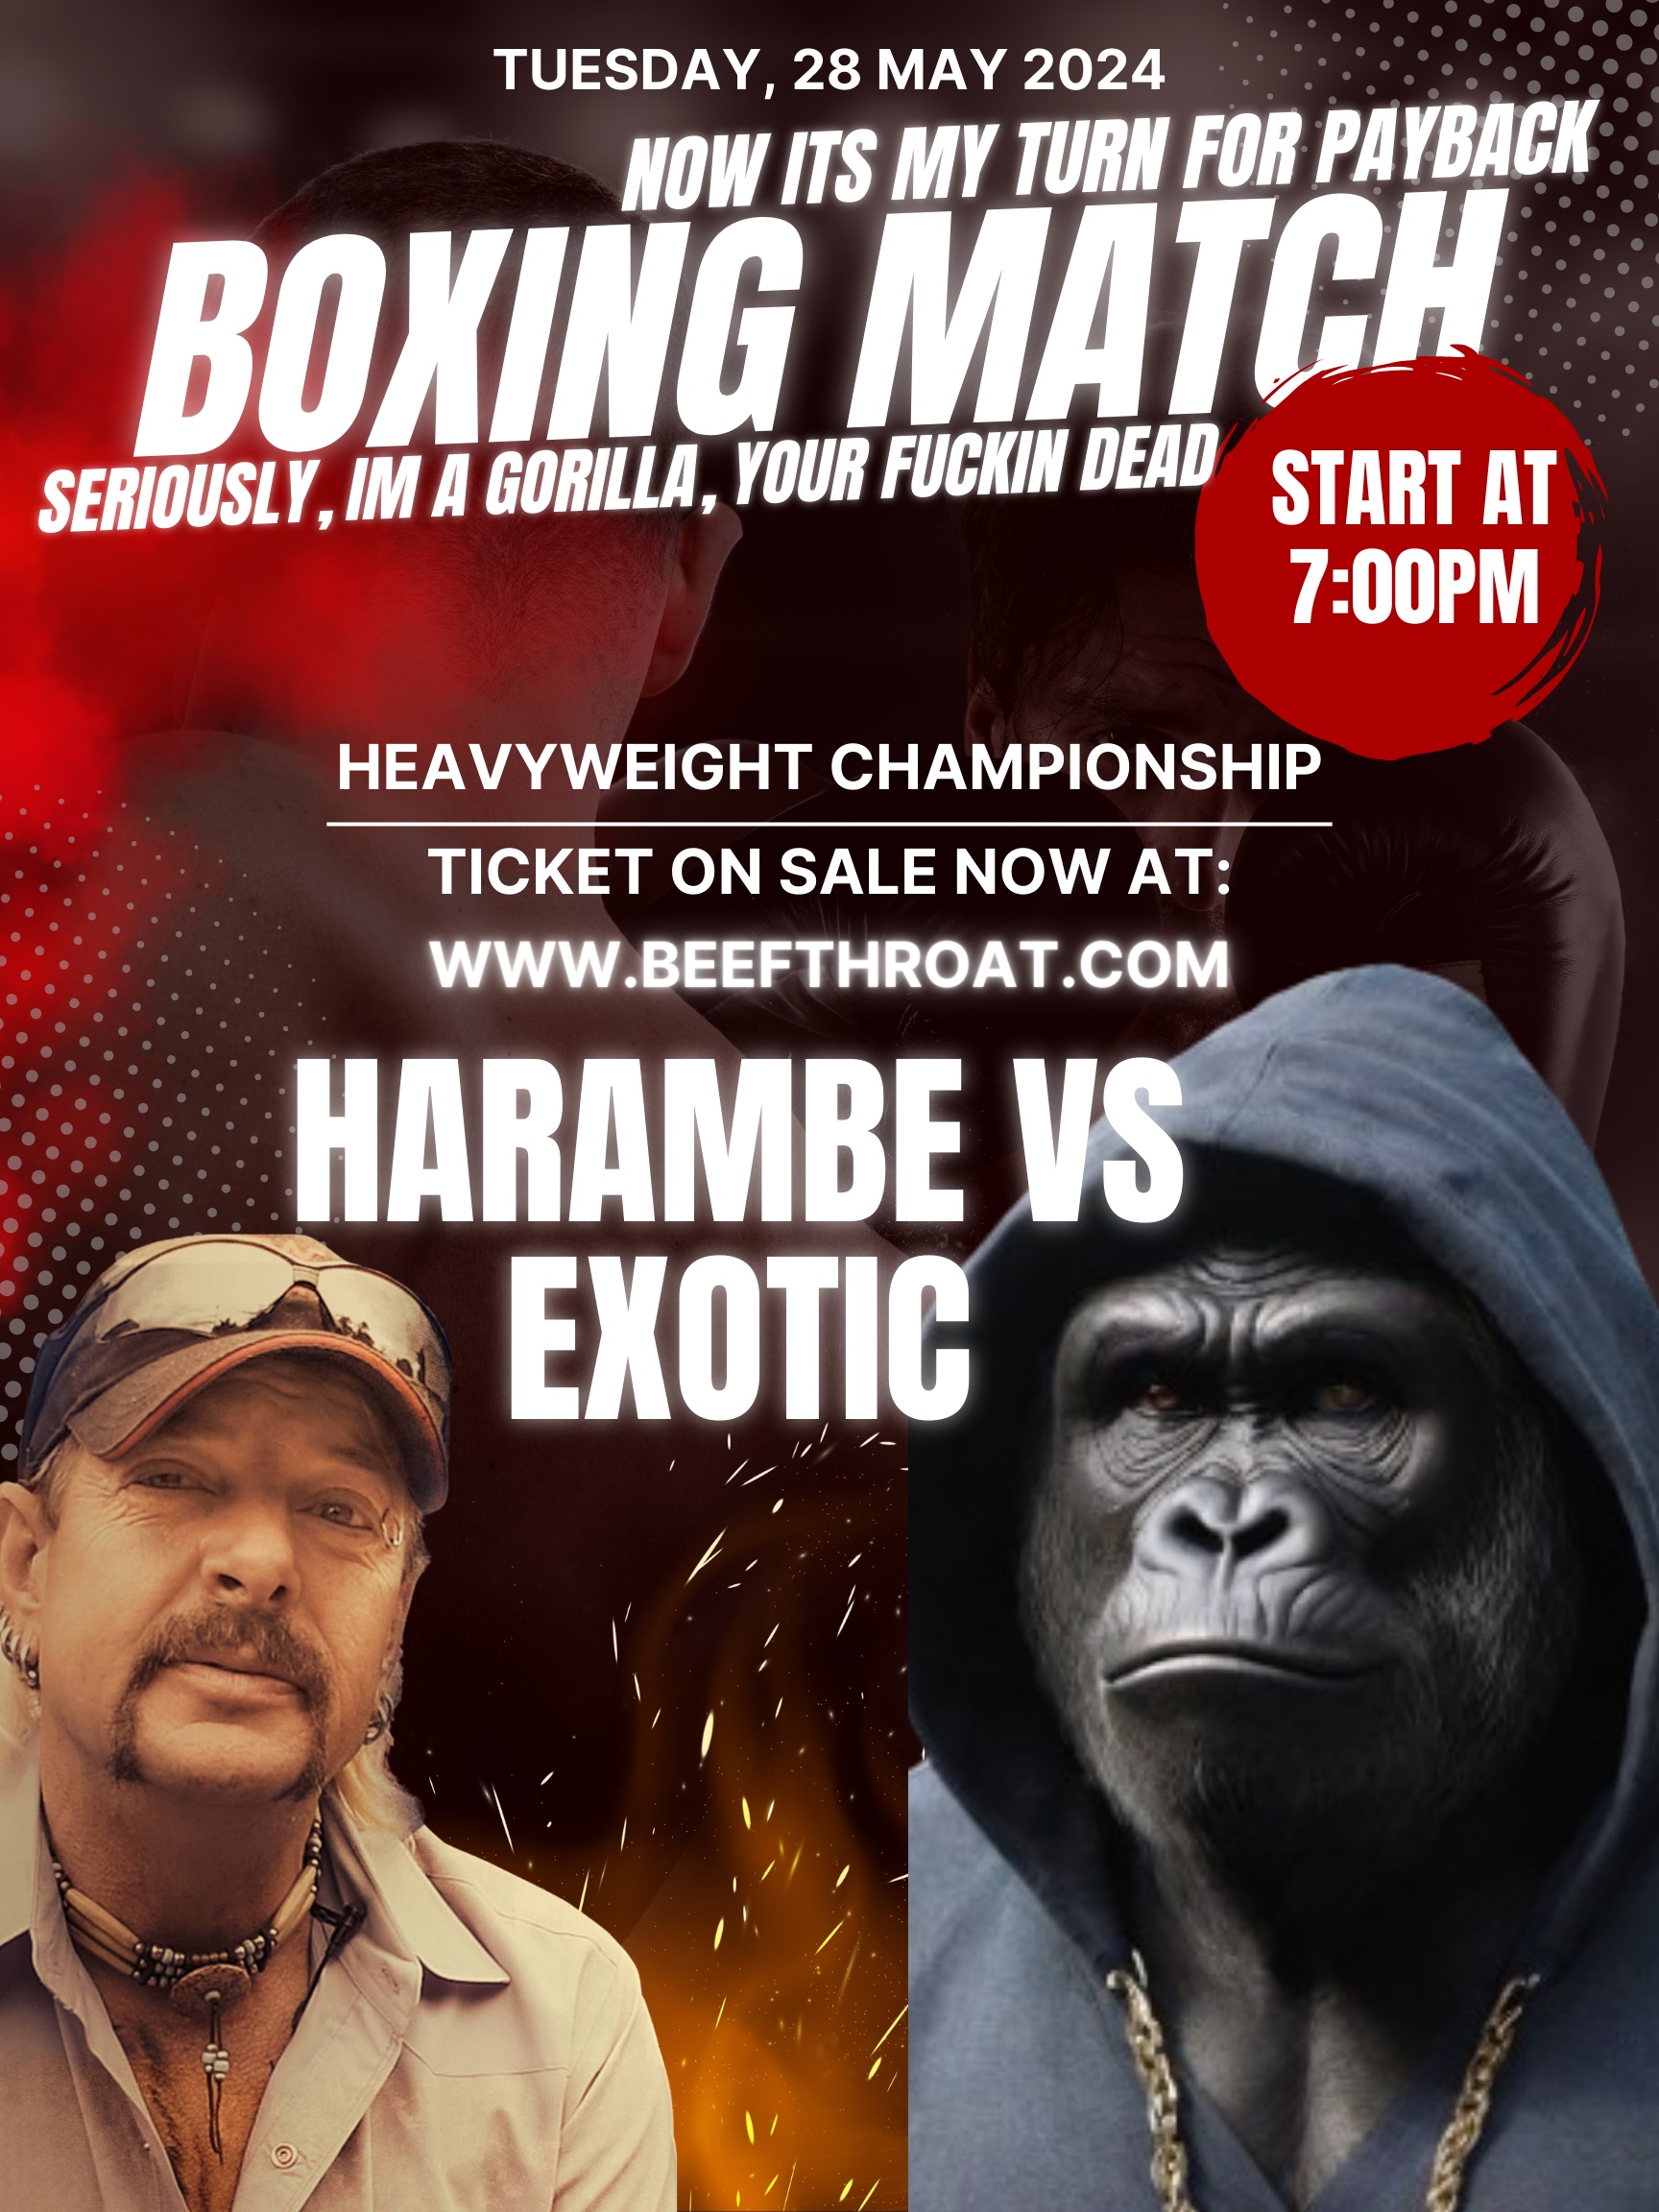 TUESDAY, 28 MAY 2024
NOW ITS MY TURN FOR PAYBACK
BOXING MATCH
SERIOUSLY, IM A GORILLA, YOUR FUCKIN DEAD
START AT
7:00PM
HEAVYWEIGHT CHAMPIONSHIP
TICKET ON SALE NOW AT:
WWW.BEEFTHROAT.COM
HARAMBE VS
EXOTIC